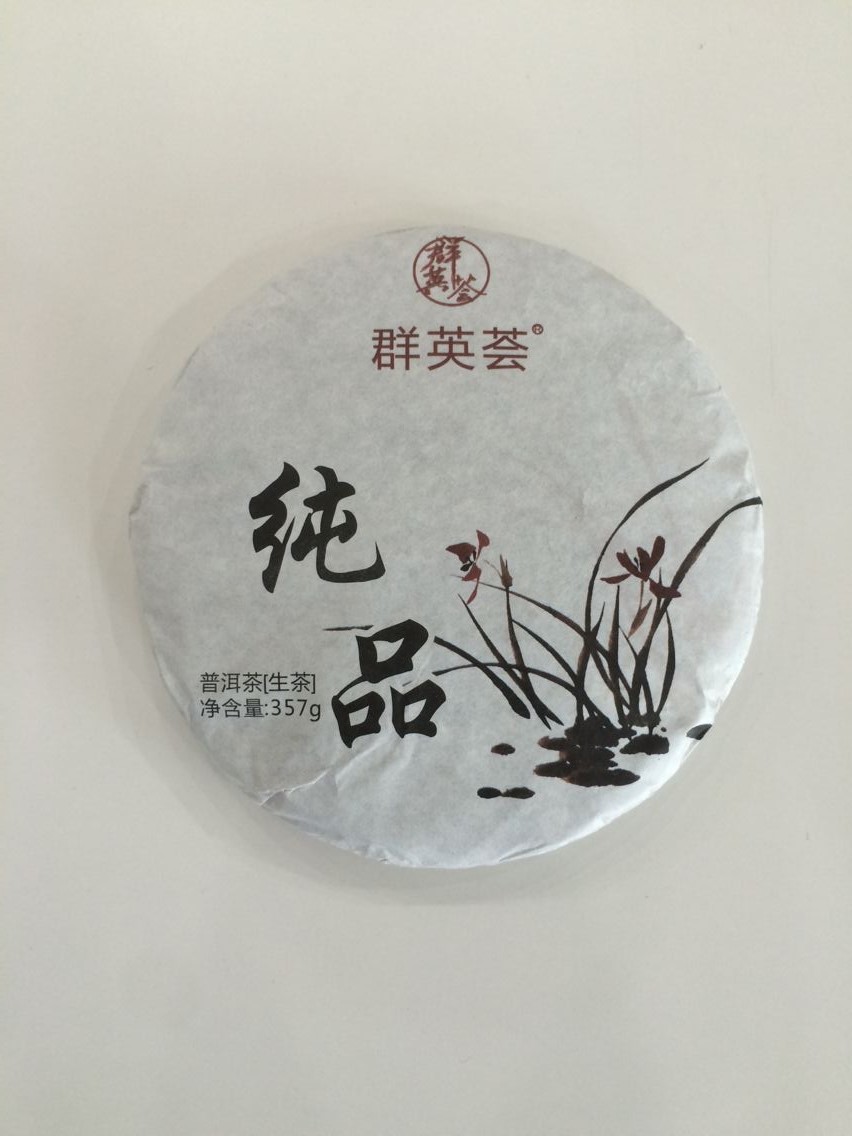 群英荟
群英荟®
纯
品
普洱茶[生茶]
净含量:357g